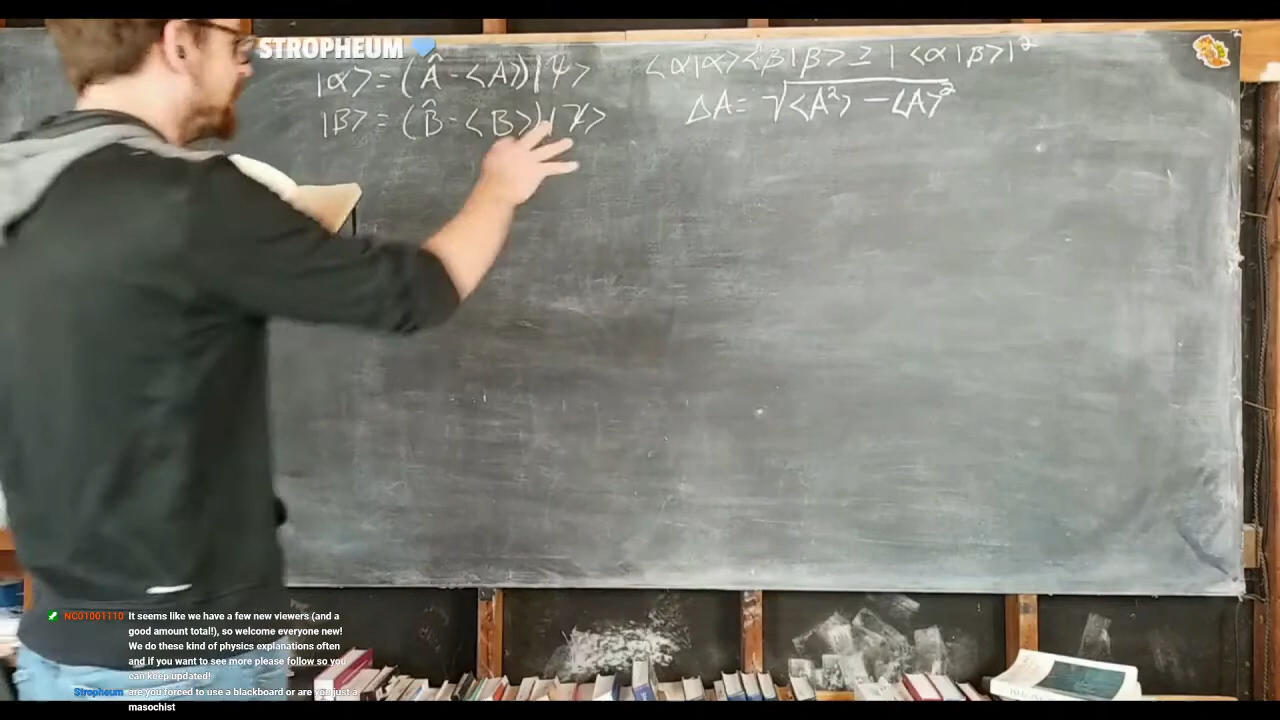 STROPHEUM
|α> = (Â - <A>)|ψ>
|B> = (B̂ - <B>)|ψ>
<α|α><β|β> ≥ |<α|β>|²
ΔA = √<A²> - <A>²
NC01001110 It seems like we have a few new viewers (and a
good amount total!), so welcome everyone new!
We do these kind of physics explanations often
and if you want to see more please follow so you
can keep updated!
Stropheum are you forced to use a blackboard or are you just a
masochist